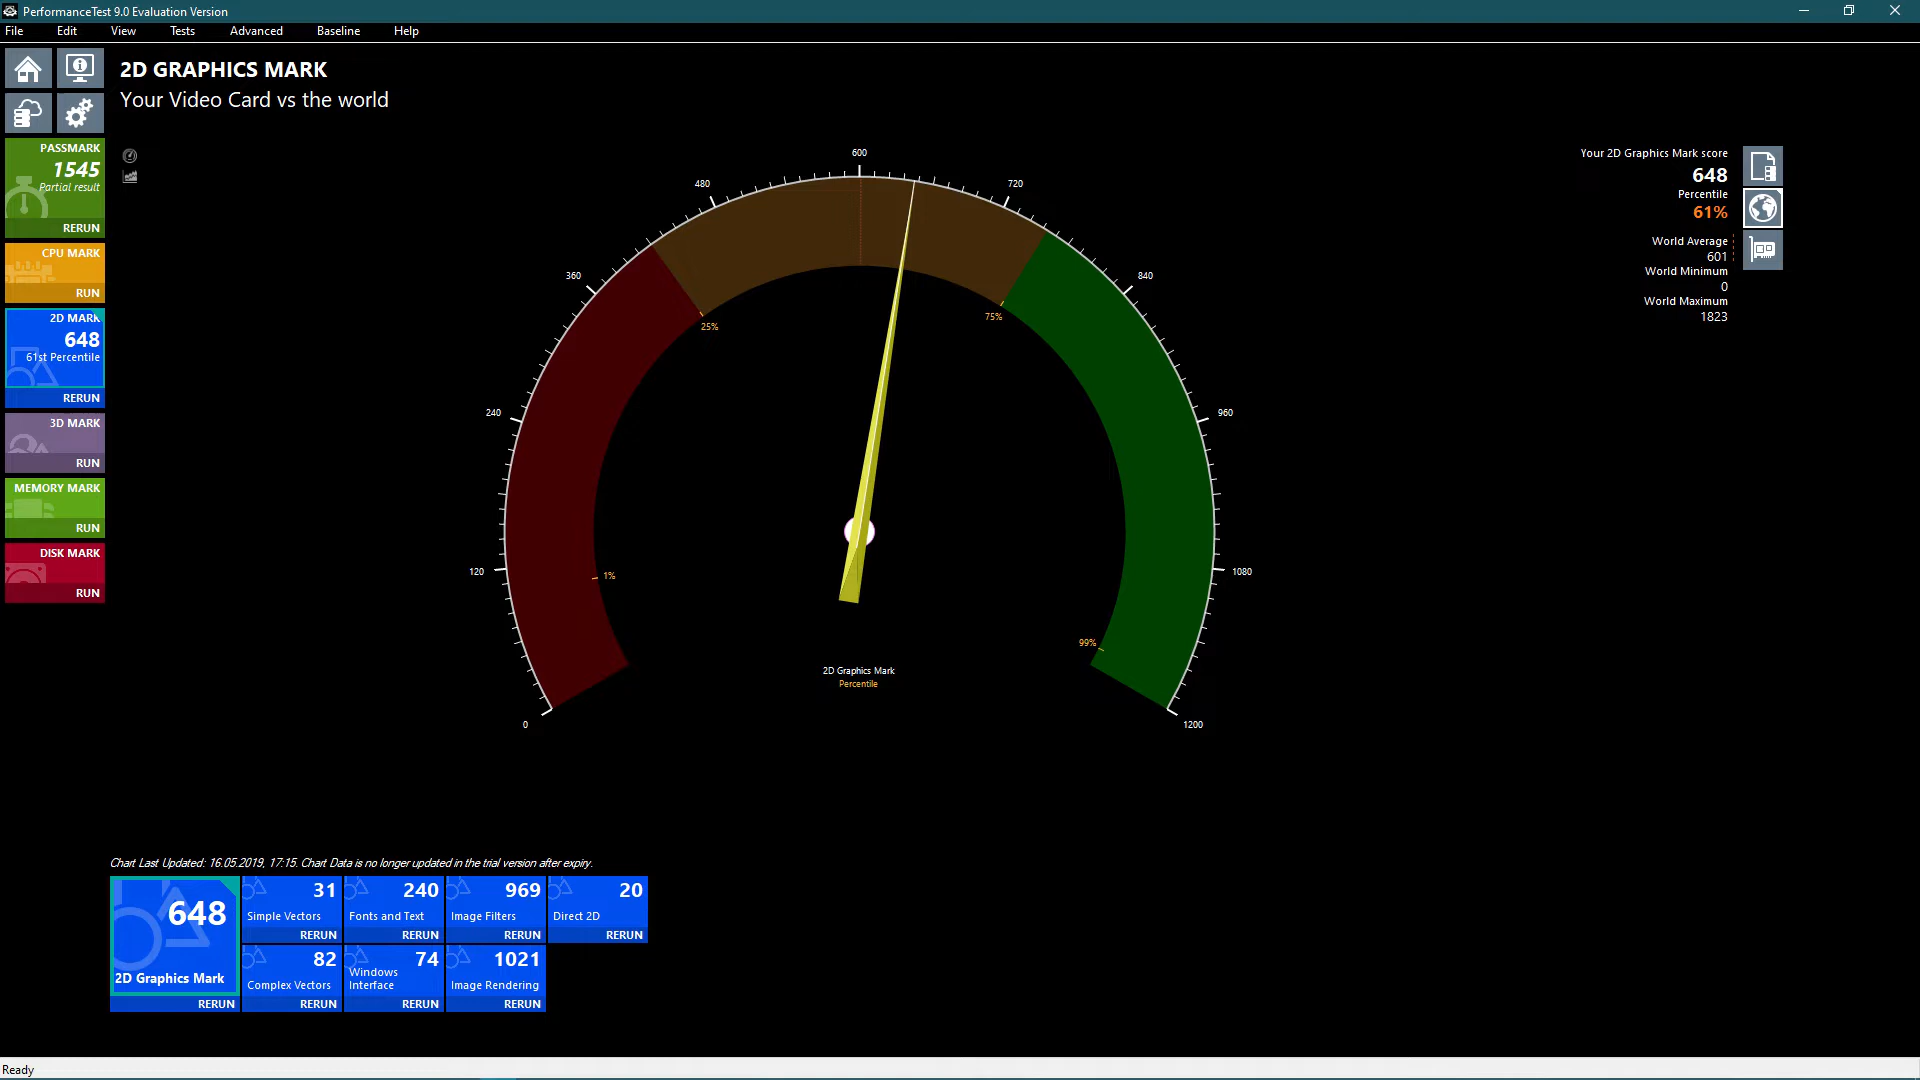 PerformanceTest 9.0 Evaluation Version
File Edit View Tests Advanced Baseline Help
2D GRAPHICS MARK
Your Video Card vs the world
PASSMARK
1545
Partial result
RERUN
CPU MARK
RUN
2D MARK
648
61st Percentile
RERUN
3D MARK
RUN
MEMORY MARK
RUN
DISK MARK
RUN
0
120
240
360
480
600
720
840
960
1080
1200
1%
25%
75%
99%
2D Graphics Mark
Percentile
Your 2D Graphics Mark score
648
Percentile
61%
World Average
601
World Minimum
0
World Maximum
1823
Chart Last Updated: 16.05.2019, 17:15. Chart Data is no longer updated in the trial version after expiry.
648
2D Graphics Mark
RERUN
31
Simple Vectors
RERUN
240
Fonts and Text
RERUN
969
Image Filters
RERUN
20
Direct 2D
RERUN
82
Complex Vectors
RERUN
74
Windows
Interface
RERUN
1021
Image Rendering
RERUN
Ready